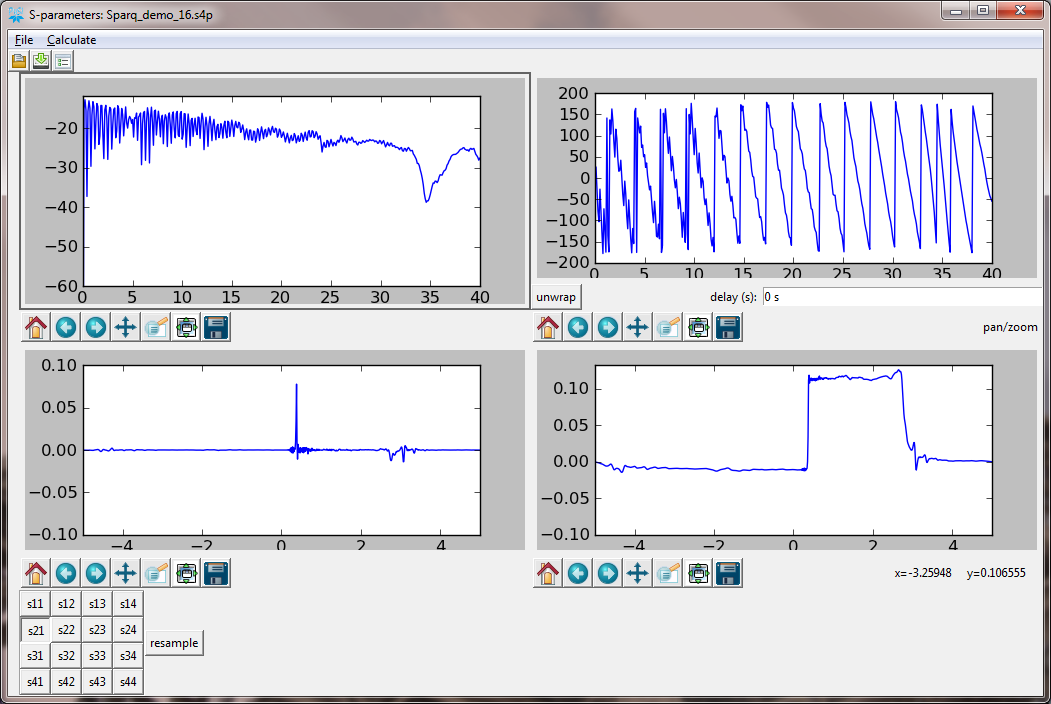 S-parameters: Sparq_demo_16.s4p
File Calculate
−20
−30
−40
−50
−60
0 5 10 15 20 25 30 35 40
200
150
100
50
0
−50
−100
−150
−200
0 5 10 15 20 25 30 35 40
unwrap delay (s): 0 s
pan/zoom
0.10
0.05
0.00
−0.05
−0.10
−4 −2 0 2 4
0.10
0.05
0.00
−0.05
−0.10
−4 −2 0 2 4
x=-3.25948 y=0.106555
s11 s12 s13 s14
s21 s22 s23 s24
resample
s31 s32 s33 s34
s41 s42 s43 s44